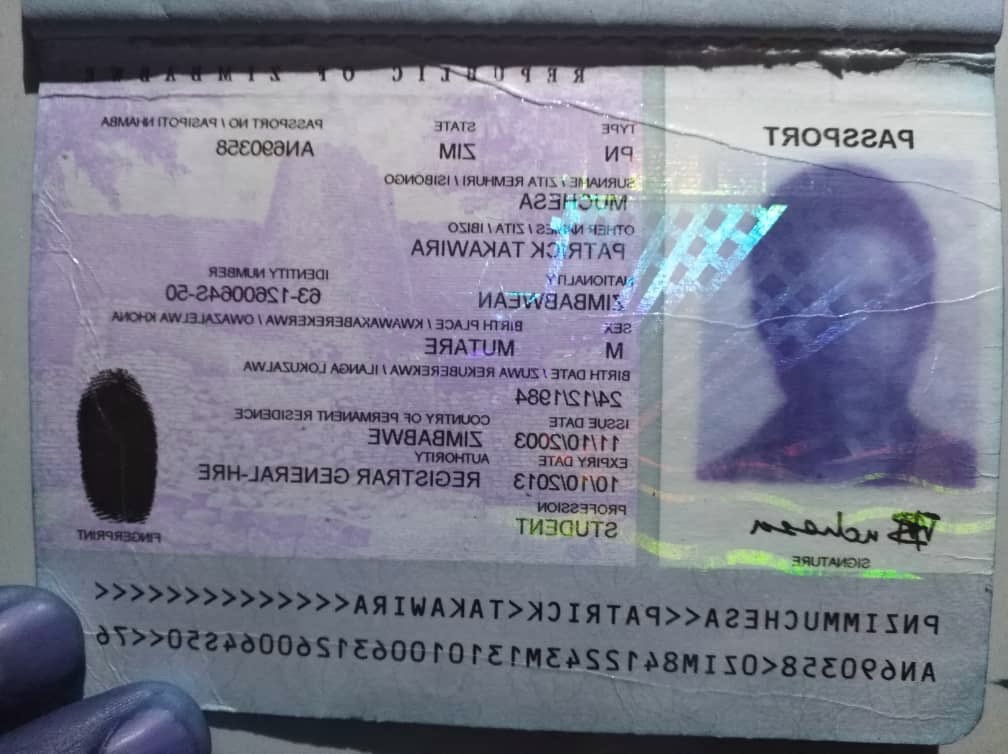 REPUBLIC OF ZIMBABWE
PASSPORT
TYPE STATE PASSPORT NO / PASIPOTI NHAMBA
PN ZIM AN690358
SURNAME / ZITA REMHURI / ISIBONGO
MUCHESA
OTHER NAMES / ZITA / IBIZO
PATRICK TAKAWIRA
NATIONALITY IDENTITY NUMBER
ZIMBABWEAN 63-1260064S-50
SEX BIRTH PLACE / KWAWAKABEREKERWA / OWAZALELWA KHONA
M MUTARE
BIRTH DATE / ZUVA REKUBEREKWA / ILANGA LOKUZALWA
24/12/1984
ISSUE DATE COUNTRY OF PERMANENT RESIDENCE
11/10/2003 ZIMBABWE
EXPIRY DATE AUTHORITY
10/10/2013 REGISTRAR GENERAL-HRE
PROFESSION
STUDENT
FINGERPRINT
SIGNATURE
PNZIMMUCHESA<<PATRICK<TAKAWIRA<<<<<<<<<<<<<<
AN690358<0ZIM8412243M1310100631260064S50<<76